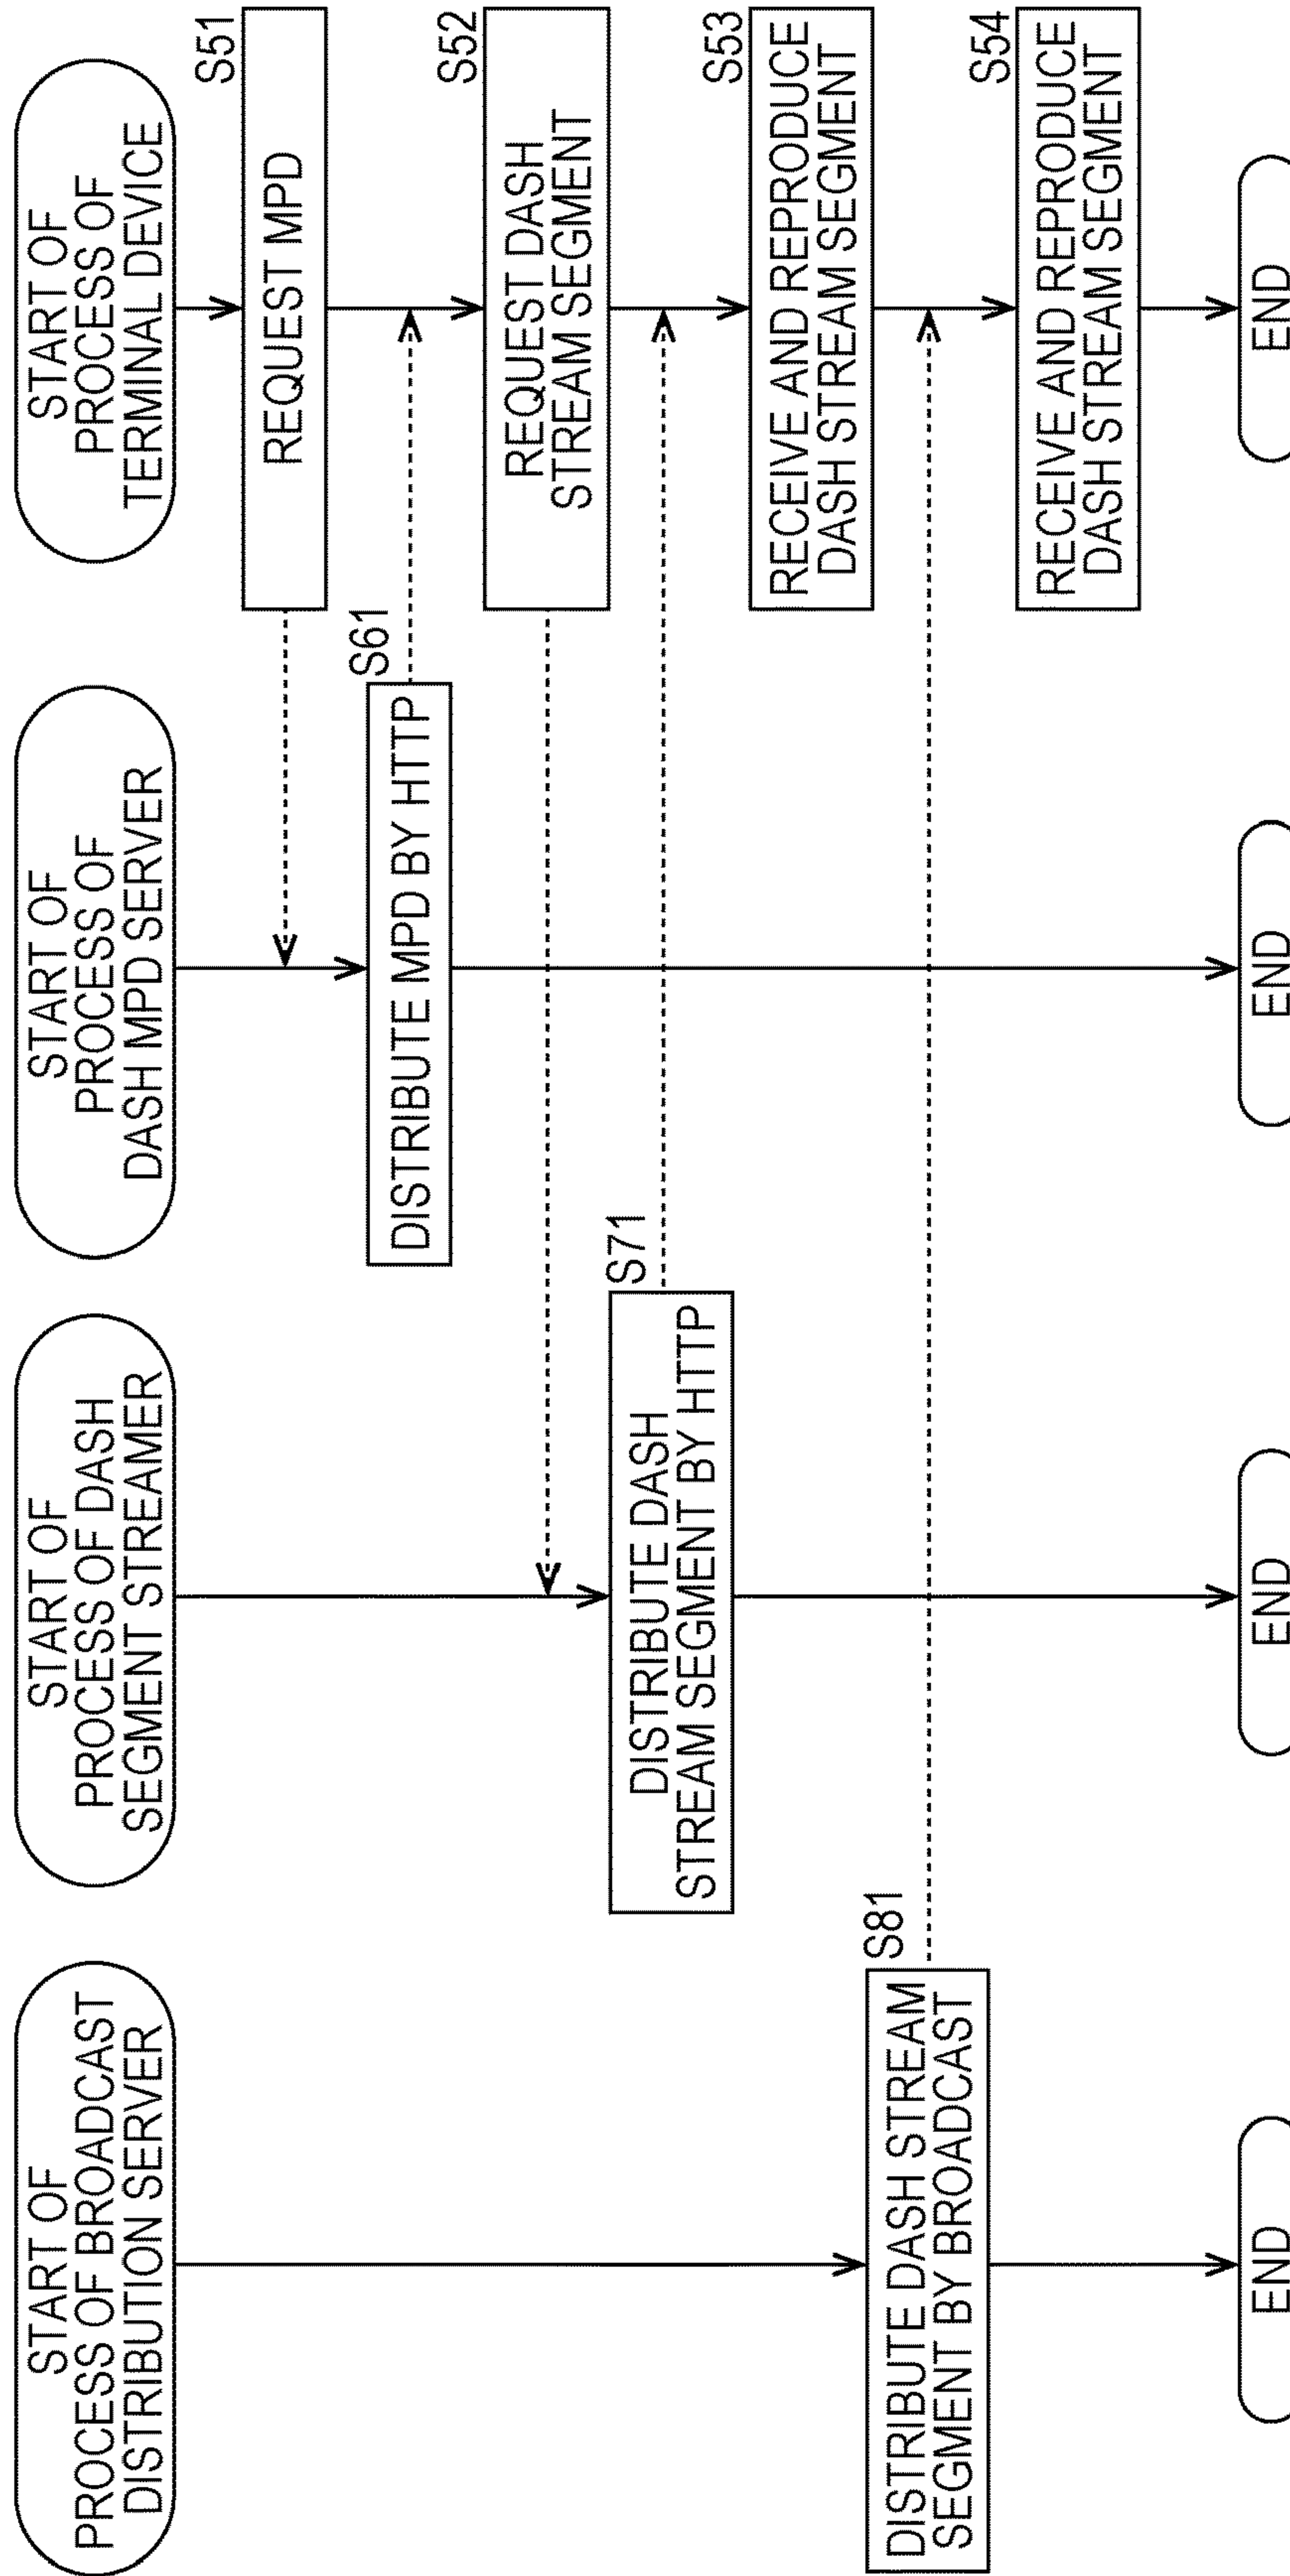 START OF
PROCESS OF BROADCAST
DISTRIBUTION SERVER
START OF
PROCESS OF DASH
SEGMENT STREAMER
START OF
PROCESS OF
DASH MPD SERVER
START OF
PROCESS OF
TERMINAL DEVICE
S51
REQUEST MPD
S61
DISTRIBUTE MPD BY HTTP
S52
REQUEST DASH
STREAM SEGMENT
S71
DISTRIBUTE DASH
STREAM SEGMENT BY HTTP
S53
RECEIVE AND REPRODUCE
DASH STREAM SEGMENT
S81
DISTRIBUTE DASH STREAM
SEGMENT BY BROADCAST
S54
RECEIVE AND REPRODUCE
DASH STREAM SEGMENT
END
END
END
END